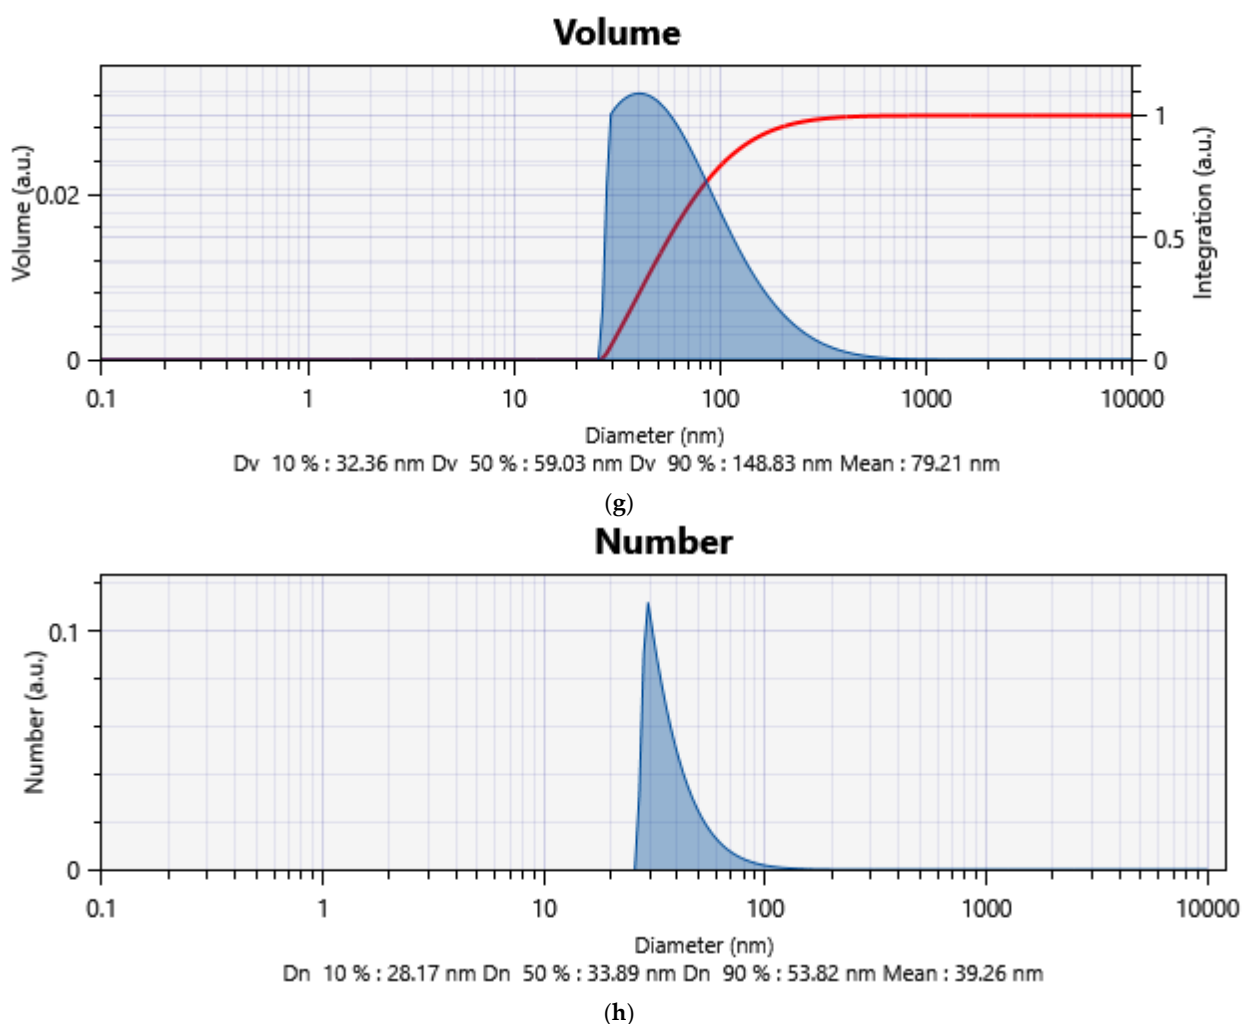 Volume
Volume (a.u.)
0.02
0
1
0.5
0
Integration (a.u.)
0.1 1 10 100 1000 10000
Diameter (nm)
Dv 10 % : 32.36 nm Dv 50 % : 59.03 nm Dv 90 % : 148.83 nm Mean : 79.21 nm
(g)
Number
Number (a.u.)
0.1
0
0.1 1 10 100 1000 10000
Diameter (nm)
Dn 10 % : 28.17 nm Dn 50 % : 33.89 nm Dn 90 % : 53.82 nm Mean : 39.26 nm
(h)